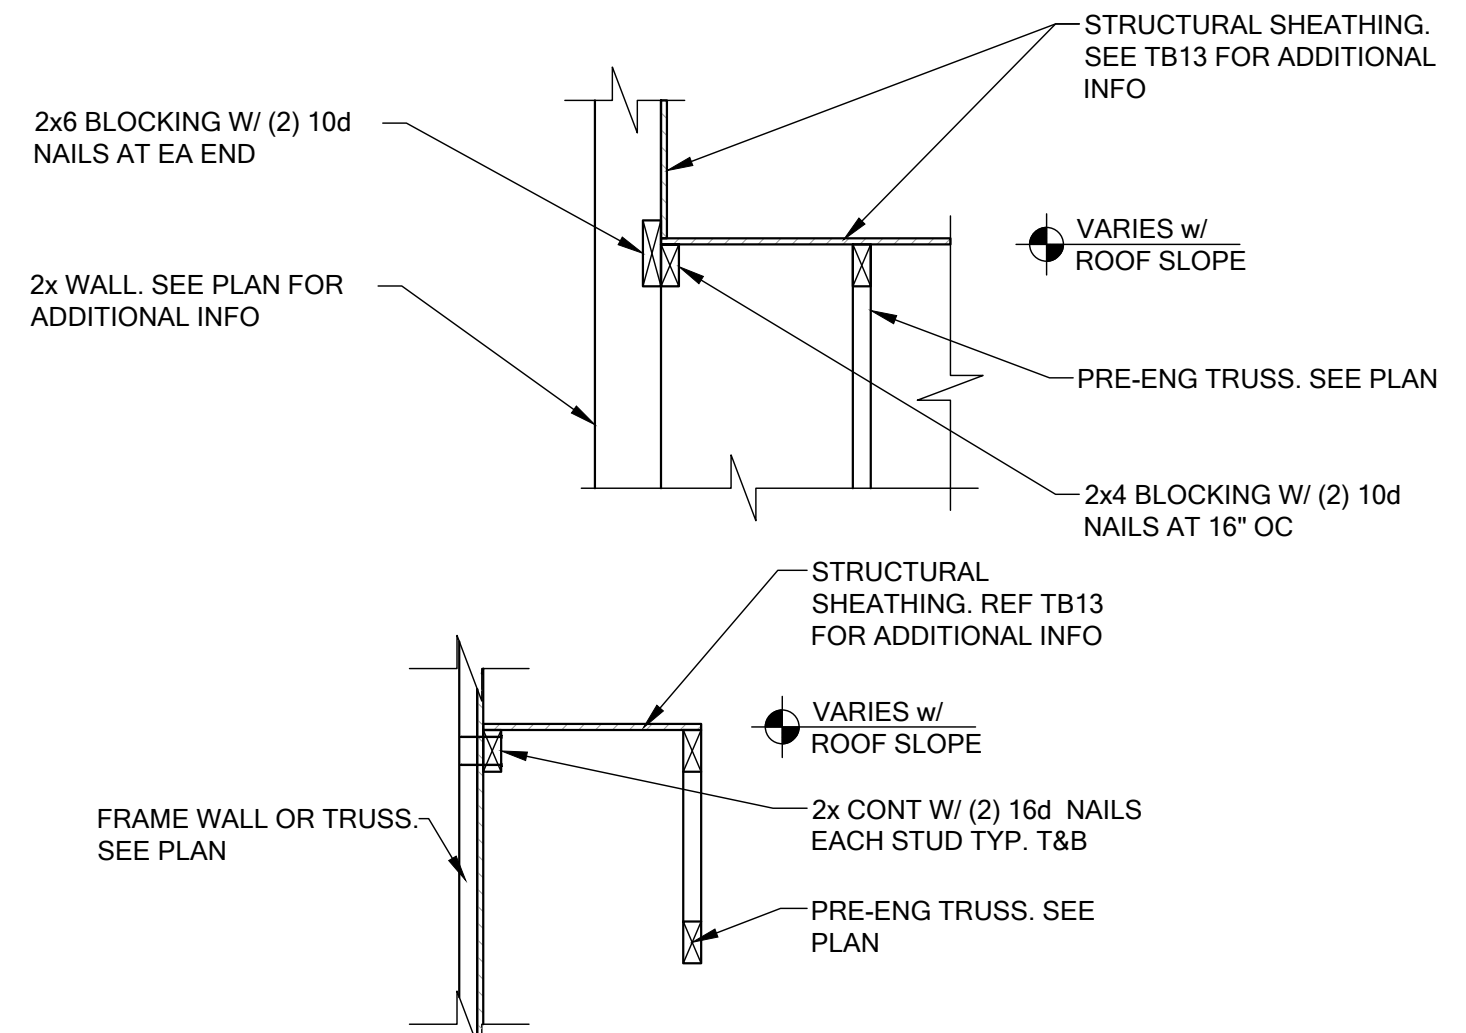 STRUCTURAL SHEATHING.
SEE TB13 FOR ADDITIONAL
INFO
2x6 BLOCKING W/ (2) 10d
NAILS AT EA END
VARIES w/
ROOF SLOPE
2x WALL. SEE PLAN FOR
ADDITIONAL INFO
PRE-ENG TRUSS. SEE PLAN
2x4 BLOCKING W/ (2) 10d
NAILS AT 16" OC
STRUCTURAL
SHEATHING. REF TB13
FOR ADDITIONAL INFO
VARIES w/
ROOF SLOPE
FRAME WALL OR TRUSS.
SEE PLAN
2x CONT W/ (2) 16d NAILS
EACH STUD TYP. T&B
PRE-ENG TRUSS. SEE
PLAN